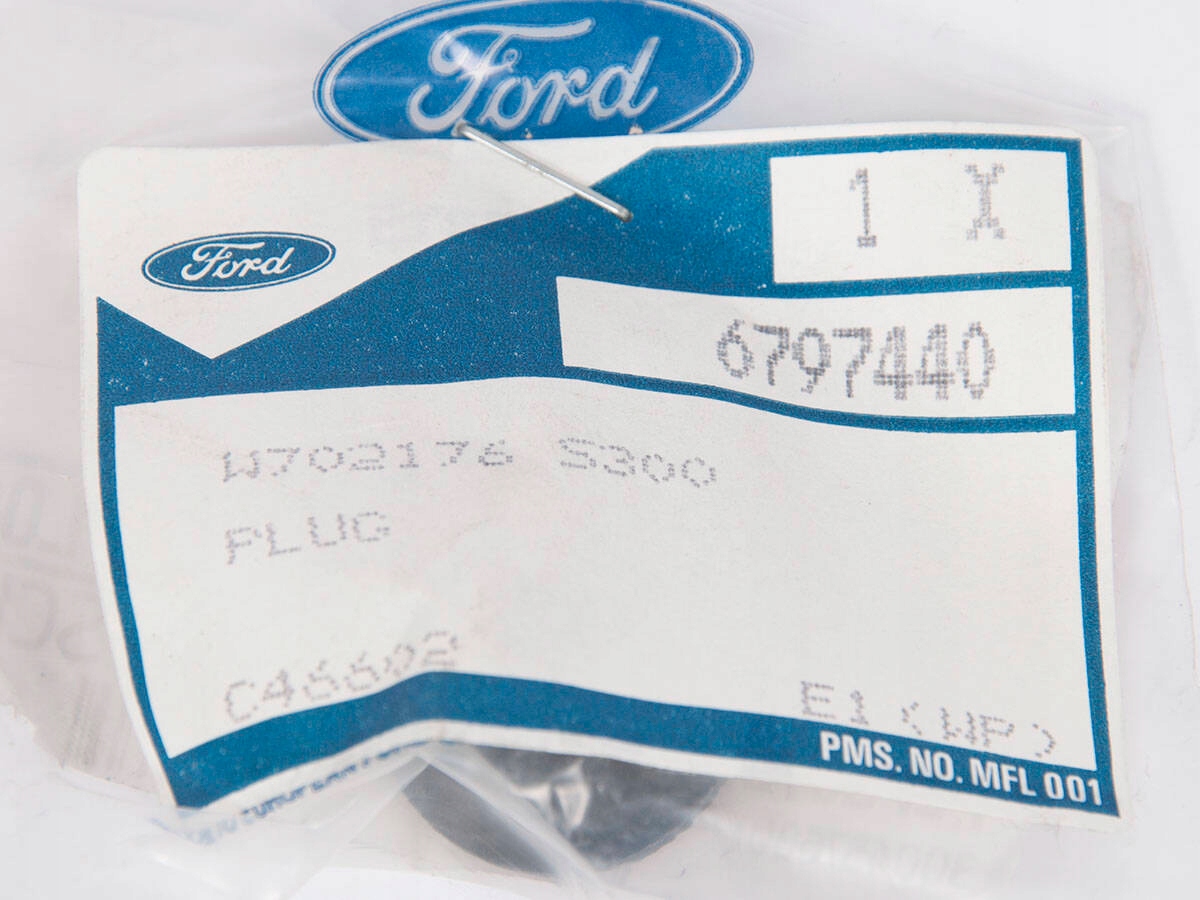 Ford
Ford
1 X
6797440
W702176 S300
PLUG
C46602
E1 (WP)
PMS. NO. MFL 001